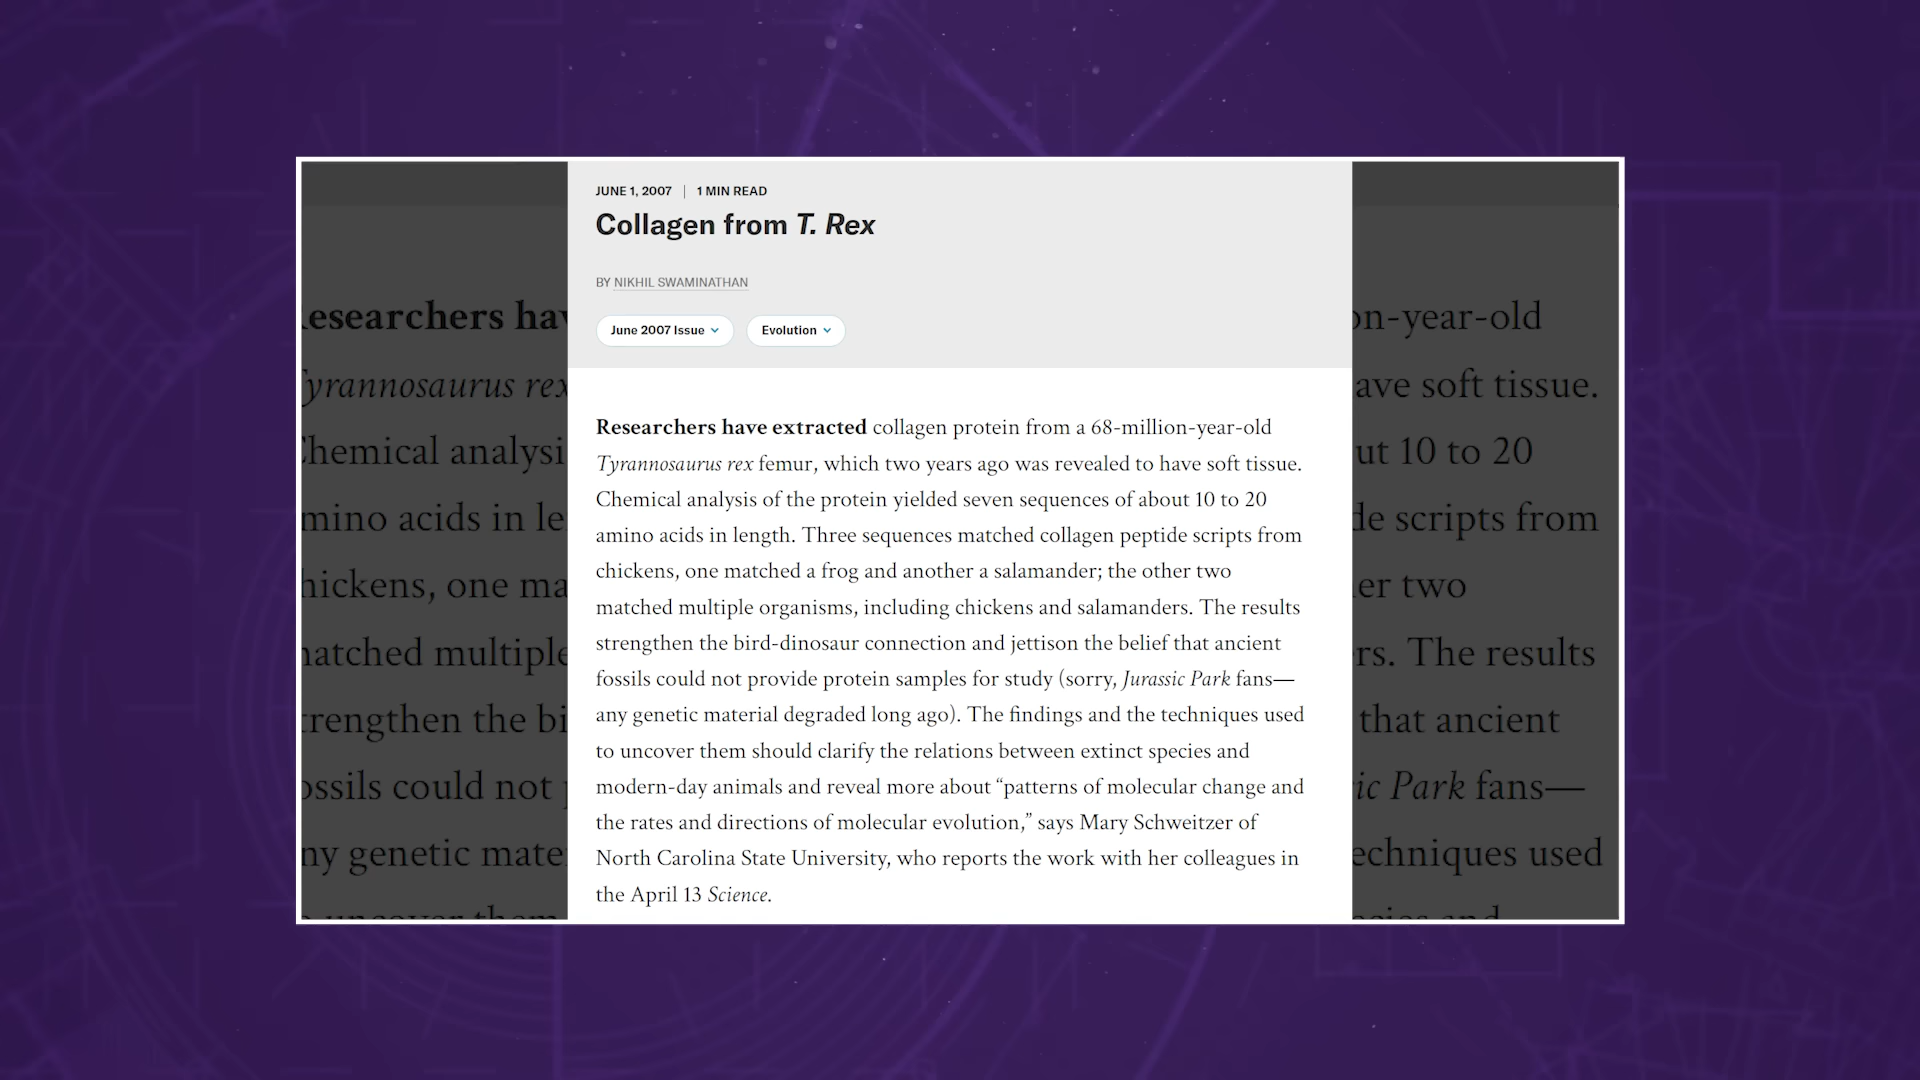 JUNE 1, 2007 | 1 MIN READ
Collagen from T. Rex
BY NIKHIL SWAMINATHAN
June 2007 Issue
Evolution
Researchers have extracted collagen protein from a 68-million-year-old
Tyrannosaurus rex femur, which two years ago was revealed to have soft tissue.
Chemical analysis of the protein yielded seven sequences of about 10 to 20
amino acids in length. Three sequences matched collagen peptide scripts from
chickens, one matched a frog and another a salamander; the other two
matched multiple organisms, including chickens and salamanders. The results
strengthen the bird-dinosaur connection and jettison the belief that ancient
fossils could not provide protein samples for study (sorry, Jurassic Park fans—
any genetic material degraded long ago). The findings and the techniques used
to uncover them should clarify the relations between extinct species and
modern-day animals and reveal more about “patterns of molecular change and
the rates and directions of molecular evolution,” says Mary Schweitzer of
North Carolina State University, who reports the work with her colleagues in
the April 13 Science.